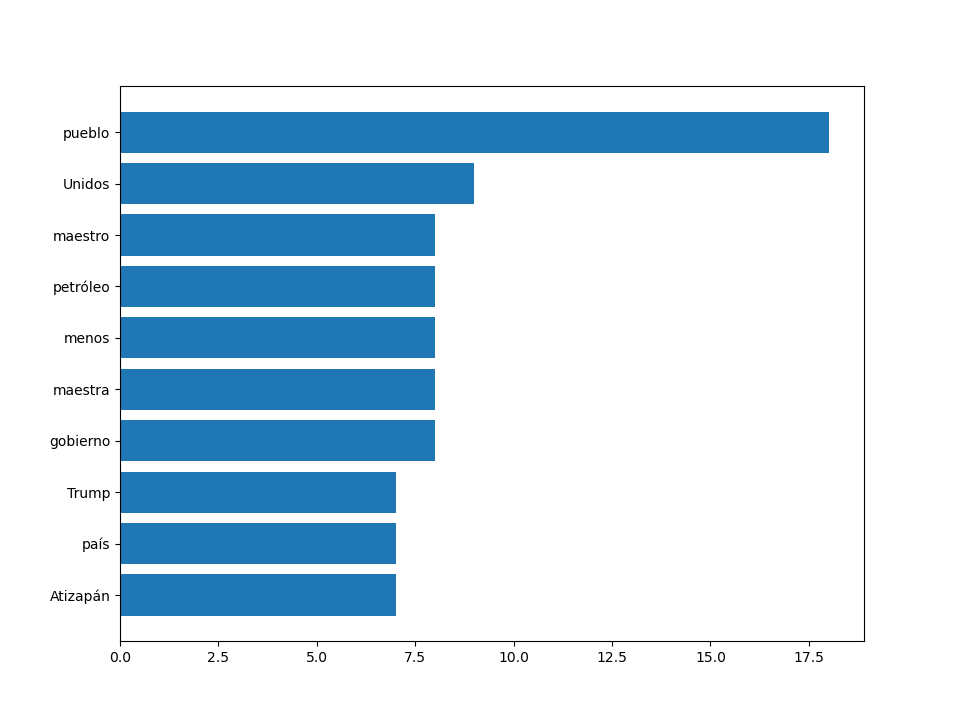 pueblo
Unidos
maestro
petróleo
menos
maestra
gobierno
Trump
país
Atizapán
0.0 2.5 5.0 7.5 10.0 12.5 15.0 17.5